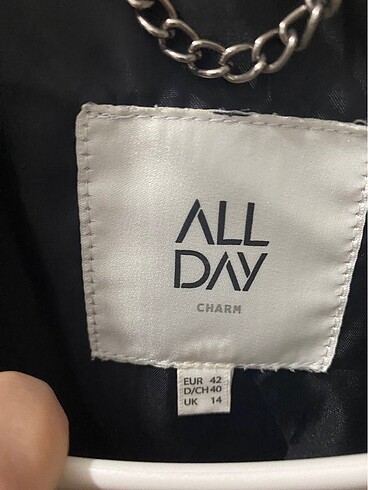 ALL
DAY
CHARM
EUR 42
D/CH 40
UK 14